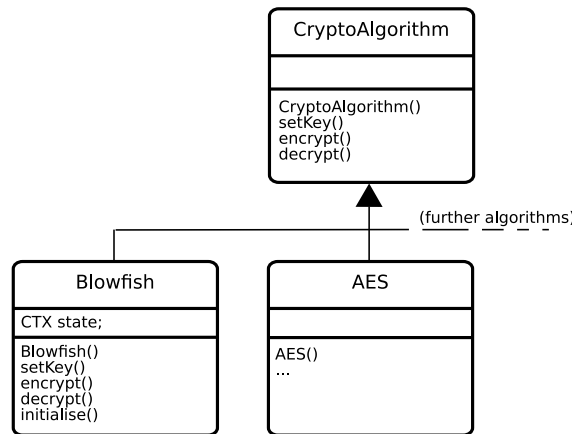 CryptoAlgorithm
CryptoAlgorithm()
setKey()
encrypt()
decrypt()
(further algorithms)
Blowfish
CTX state;
Blowfish()
setKey()
encrypt()
decrypt()
initialise()
AES
AES()
...